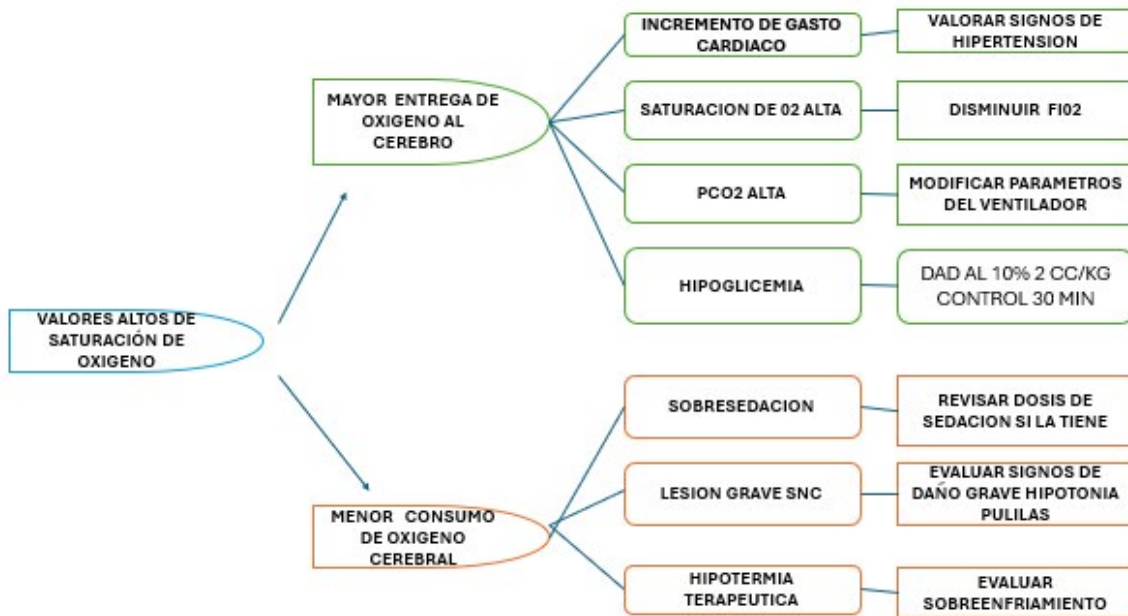 INCREMENTO DE GASTO
CARDIACO
VALORAR SIGNOS DE
HIPERTENSION
MAYOR ENTREGA DE
OXIGENO AL
CEREBRO
SATURACION DE 02 ALTA
DISMINUIR FI02
PCO2 ALTA
MODIFICAR PARAMETROS
DEL VENTILADOR
HIPOGLICEMIA
DAD AL 10% 2 CC/KG
CONTROL 30 MIN
VALORES ALTOS DE
SATURACIÓN DE
OXIGENO
SOBRESEDACION
REVISAR DOSIS DE
SEDACION SI LA TIENE
MENOR CONSUMO
DE OXIGENO
CEREBRAL
LESION GRAVE SNC
EVALUAR SIGNOS DE
DAÑO GRAVE HIPOTONIA
PULILAS
HIPOTERMIA
TERAPEUTICA
EVALUAR
SOBREENFRIAMIENTO